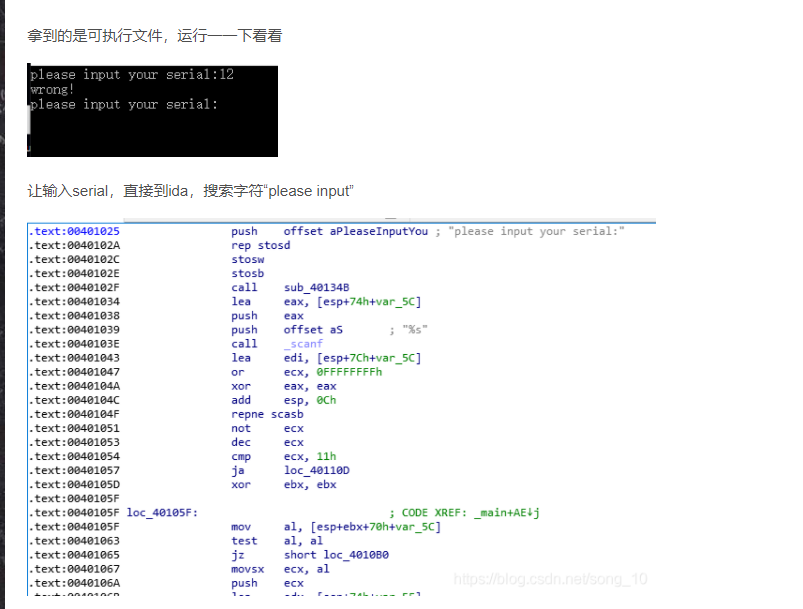 拿到的是可执行文件，运行一一下看看
please input your serial:12
wrong!
please input your serial:
让输入serial，直接到ida，搜索字符“please input”
.text:00401025 push offset aPleaseInputYou ; "please input your serial:"
.text:0040102A rep stosd
.text:0040102C stosw
.text:0040102E stosb
.text:0040102F call sub_40134B
.text:00401034 lea eax, [esp+74h+var_5C]
.text:00401038 push eax
.text:00401039 push offset aS ; "%s"
.text:0040103E call _scanf
.text:00401043 lea edi, [esp+7Ch+var_5C]
.text:00401047 or ecx, 0FFFFFFFFh
.text:0040104A xor eax, eax
.text:0040104C add esp, 0Ch
.text:0040104F repne scasb
.text:00401051 not ecx
.text:00401053 dec ecx
.text:00401054 cmp ecx, 11h
.text:00401057 ja loc_40110D
.text:0040105D xor ebx, ebx
.text:0040105F
.text:0040105F loc_40105F: ; CODE XREF: _main+AE↓j
.text:0040105F mov al, [esp+ebx+70h+var_5C]
.text:00401063 test al, al
.text:00401065 jz short loc_4010B0
.text:00401067 movsx ecx, al
.text:0040106A push ecx
https://blog.csdn.net/song_10